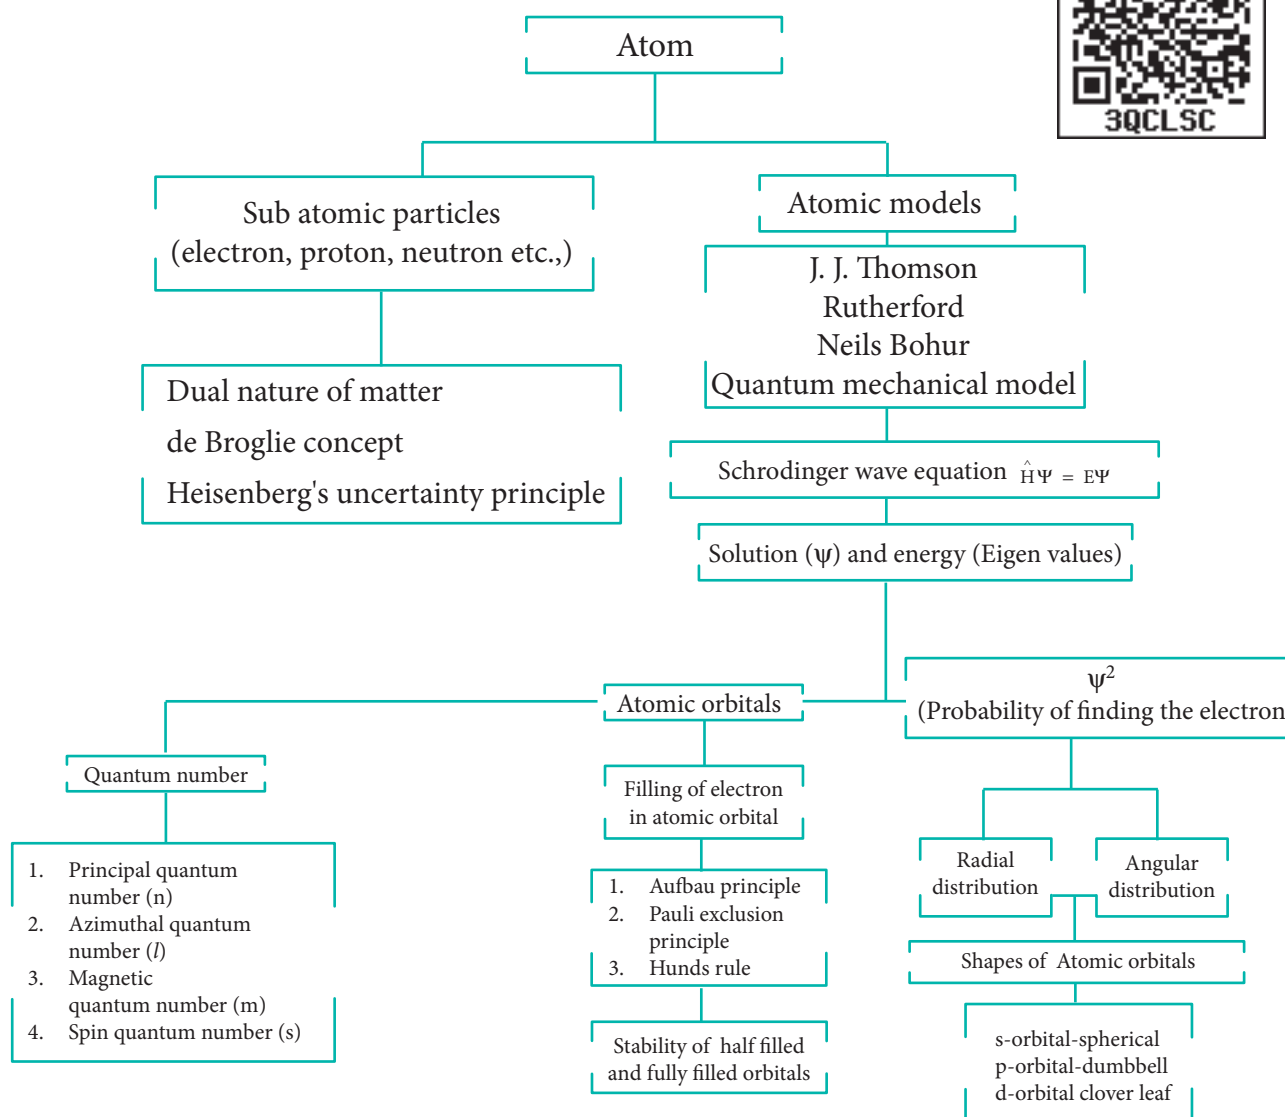 Atom
3QCLSC
Sub atomic particles
(electron, proton, neutron etc.,)
Atomic models
J. J. Thomson
Rutherford
Neils Bohur
Quantum mechanical model
Dual nature of matter
de Broglie concept
Heisenberg's uncertainty principle
Schrodinger wave equation ĤΨ = EΨ
Solution (ψ) and energy (Eigen values)
Atomic orbitals
ψ²
(Probability of finding the electron
Quantum number
1. Principal quantum
number (n)
2. Azimuthal quantum
number (l)
3. Magnetic
quantum number (m)
4. Spin quantum number (s)
Filling of electron
in atomic orbital
1. Aufbau principle
2. Pauli exclusion
principle
3. Hunds rule
Stability of half filled
and fully filled orbitals
Radial
distribution
Angular
distribution
Shapes of Atomic orbitals
s-orbital-spherical
p-orbital-dumbbell
d-orbital clover leaf